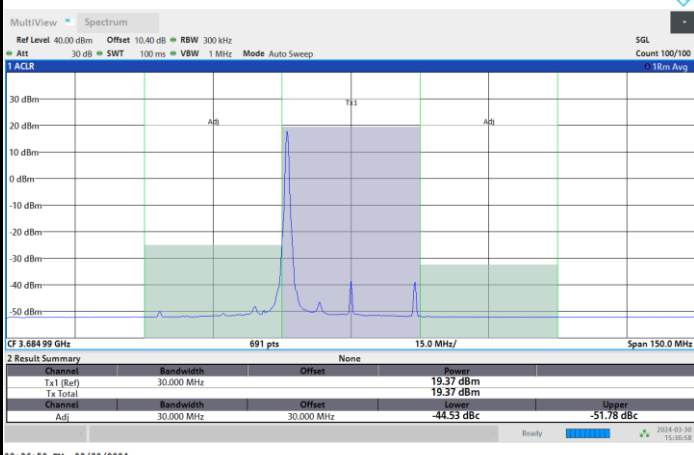 MultiView Spectrum
Ref Level 40.00 dBm Offset 10.40 dB RBW 300 kHz SGL
Att 30 dB SWT 100 ms VBW 1 MHz Mode Auto Sweep Count 100/100
1 ACLR 1Rm Avg
30 dBm
Tx1
20 dBm Adj Adj
10 dBm
0 dBm
-10 dBm
-20 dBm
-30 dBm
-40 dBm
-50 dBm
CF 3.684 99 GHz 691 pts 15.0 MHz/ Span 150.0 MHz
2 Result Summary None
Channel Bandwidth Offset Power
Tx1 (Ref) 30.000 MHz 19.37 dBm
Tx Total 19.37 dBm
Channel Bandwidth Offset Lower Upper
Adj 30.000 MHz 30.000 MHz -44.53 dBc -51.78 dBc
Ready 2024-03-30
15:36:58